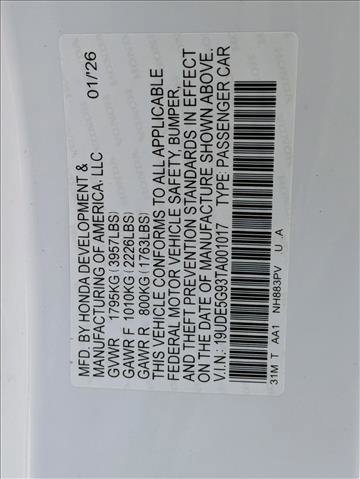 MFD. BY HONDA DEVELOPMENT &
MANUFACTURING OF AMERICA, LLC 01/'26
GVWR 1795KG(3957LBS)
GAWR F 1010KG(2226LBS)
GAWR R 800KG(1763LBS)
THIS VEHICLE CONFORMS TO ALL APPLICABLE
FEDERAL MOTOR VEHICLE SAFETY, BUMPER,
AND THEFT PREVENTION STANDARDS IN EFFECT
ON THE DATE OF MANUFACTURE SHOWN ABOVE.
V.I.N.: 19UDE5G93TA001017 TYPE: PASSENGER CAR
31M T AA1 NH883PV .U .A